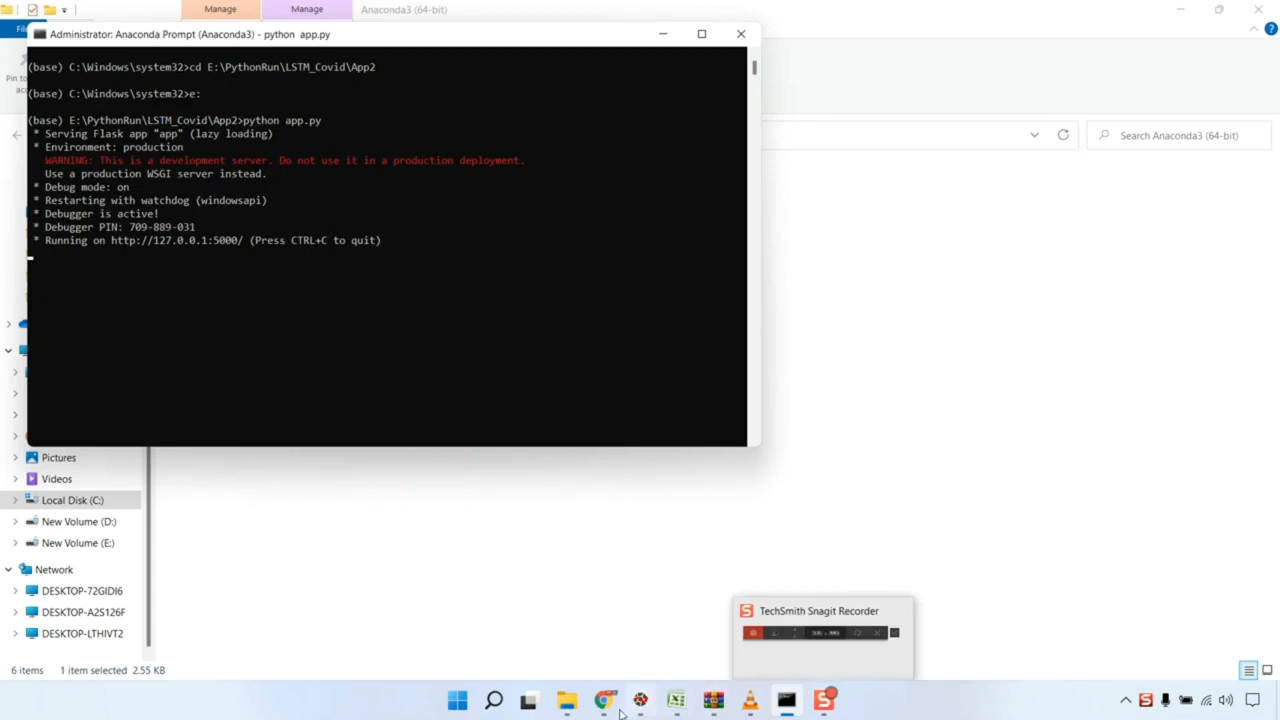 Manage
Manage
Anaconda3 (64-bit)
Administrator: Anaconda Prompt (Anaconda3) - python  app.py
(base) C:\Windows\system32>cd E:\PythonRun\LSTM_Covid\App2
(base) C:\Windows\system32>e:
(base) E:\PythonRun\LSTM_Covid\App2>python app.py
* Serving Flask app "app" (lazy loading)
* Environment: production
WARNING: This is a development server. Do not use it in a production deployment.
Use a production WSGI server instead.
* Debug mode: on
* Restarting with watchdog (windowsapi)
* Debugger is active!
* Debugger PIN: 709-889-031
* Running on http://127.0.0.1:5000/ (Press CTRL+C to quit)
Search Anaconda3 (64-bit)
Pictures
Videos
Local Disk (C:)
New Volume (D:)
New Volume (E:)
Network
DESKTOP-72GIDI6
DESKTOP-A2S126F
DESKTOP-LTHIVT2
6 items
1 item selected 2.55 KB
TechSmith Snagit Recorder